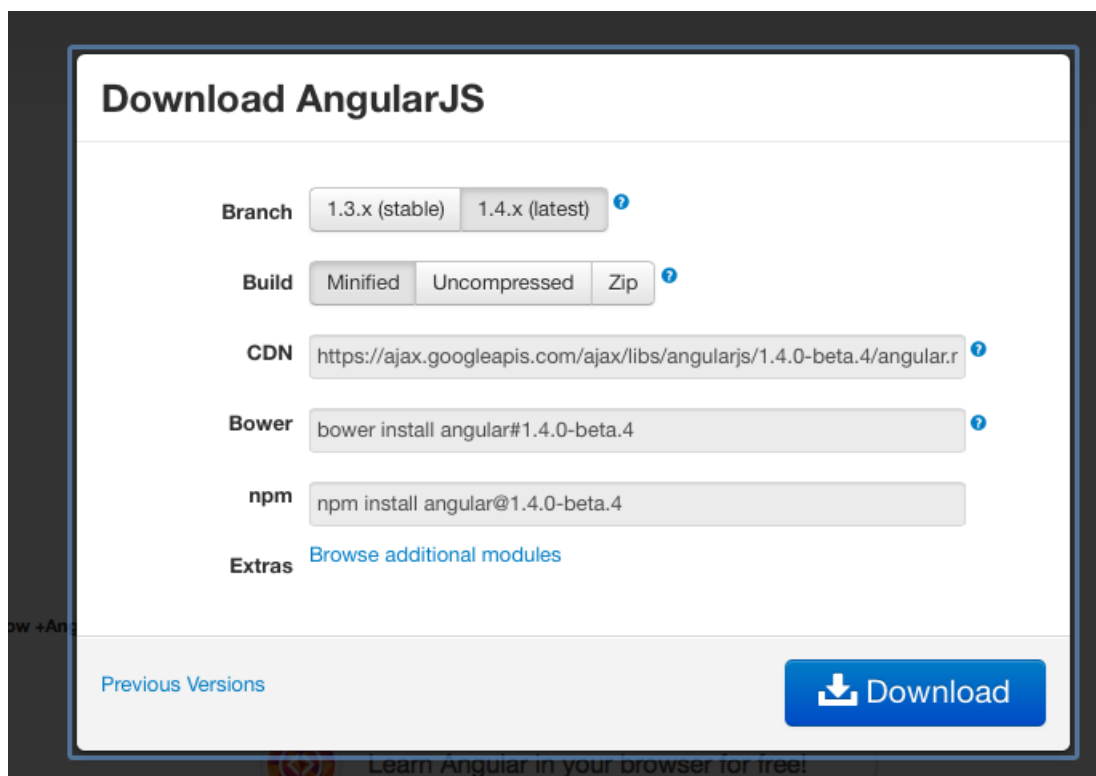 Download AngularJS
Branch 1.3.x (stable) 1.4.x (latest)
Build Minified Uncompressed Zip
CDN https://ajax.googleapis.com/ajax/libs/angularjs/1.4.0-beta.4/angular.r
Bower bower install angular#1.4.0-beta.4
npm npm install angular@1.4.0-beta.4
Extras Browse additional modules
ow +Ang
Previous Versions Download
Learn Angular in your browser for free!